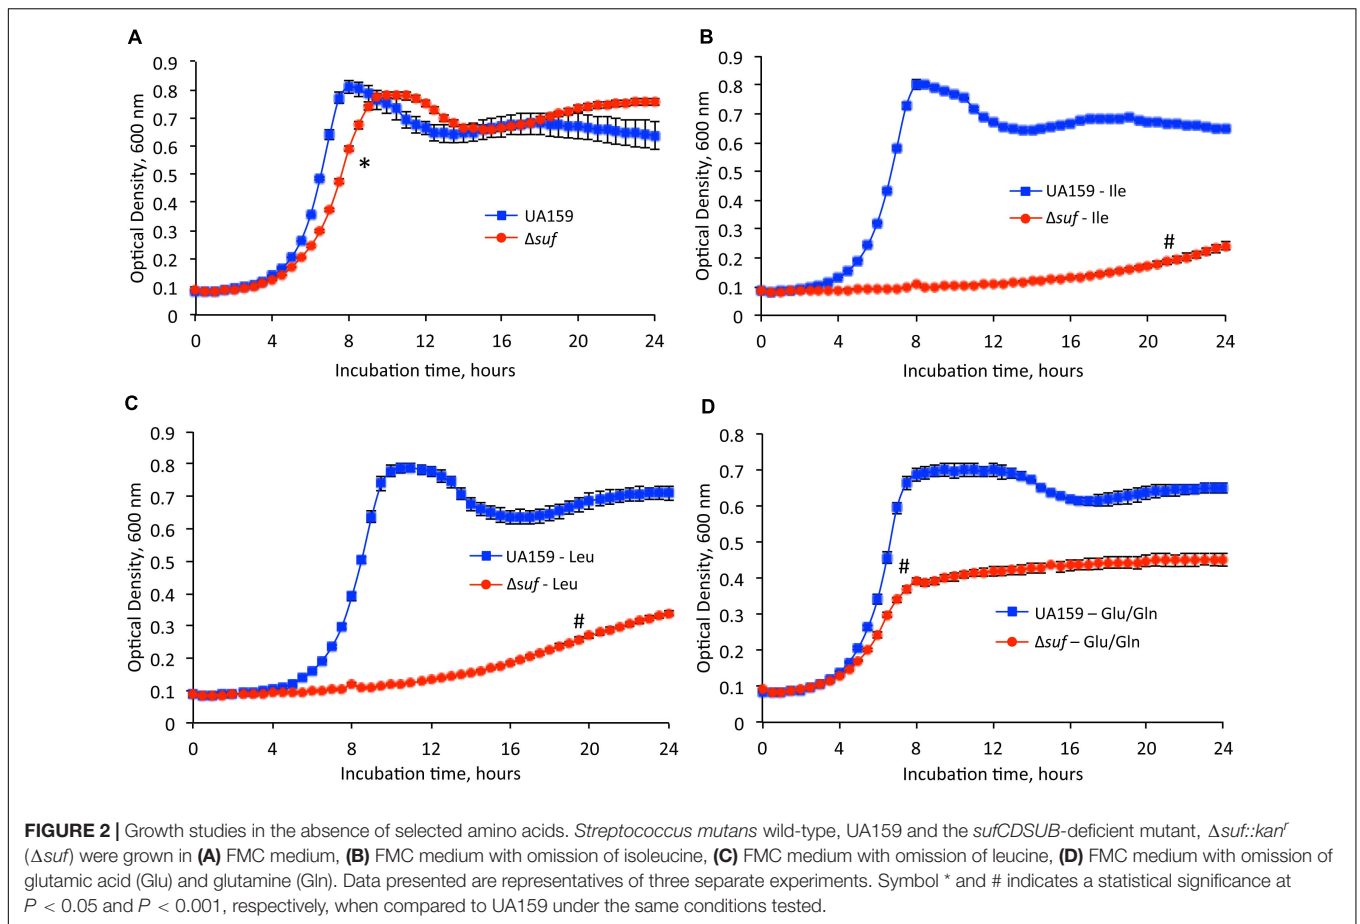 A
0.9
0.8
0.7
0.6
0.5
0.4
0.3
0.2
0.1
0
Optical Density, 600 nm
*
UA159
Δsuf
0 4 8 12 16 20 24
Incubation time, hours
B
0.9
0.8
0.7
0.6
0.5
0.4
0.3
0.2
0.1
0
Optical Density, 600 nm
UA159 - Ile
Δsuf - Ile
#
0 4 8 12 16 20 24
Incubation time, hours
C
0.9
0.8
0.7
0.6
0.5
0.4
0.3
0.2
0.1
0
Optical Density, 600 nm
UA159 - Leu
Δsuf - Leu
#
0 4 8 12 16 20 24
Incubation time, hours
D
0.8
0.7
0.6
0.5
0.4
0.3
0.2
0.1
0
Optical Density, 600 nm
#
UA159 – Glu/Gln
Δsuf – Glu/Gln
0 4 8 12 16 20 24
Incubation time, hours
FIGURE 2 | Growth studies in the absence of selected amino acids. Streptococcus mutans wild-type, UA159 and the sufCDSUB-deficient mutant, Δsuf::kanʳ
(Δsuf) were grown in (A) FMC medium, (B) FMC medium with omission of isoleucine, (C) FMC medium with omission of leucine, (D) FMC medium with omission of
glutamic acid (Glu) and glutamine (Gln). Data presented are representatives of three separate experiments. Symbol * and # indicates a statistical significance at
P < 0.05 and P < 0.001, respectively, when compared to UA159 under the same conditions tested.